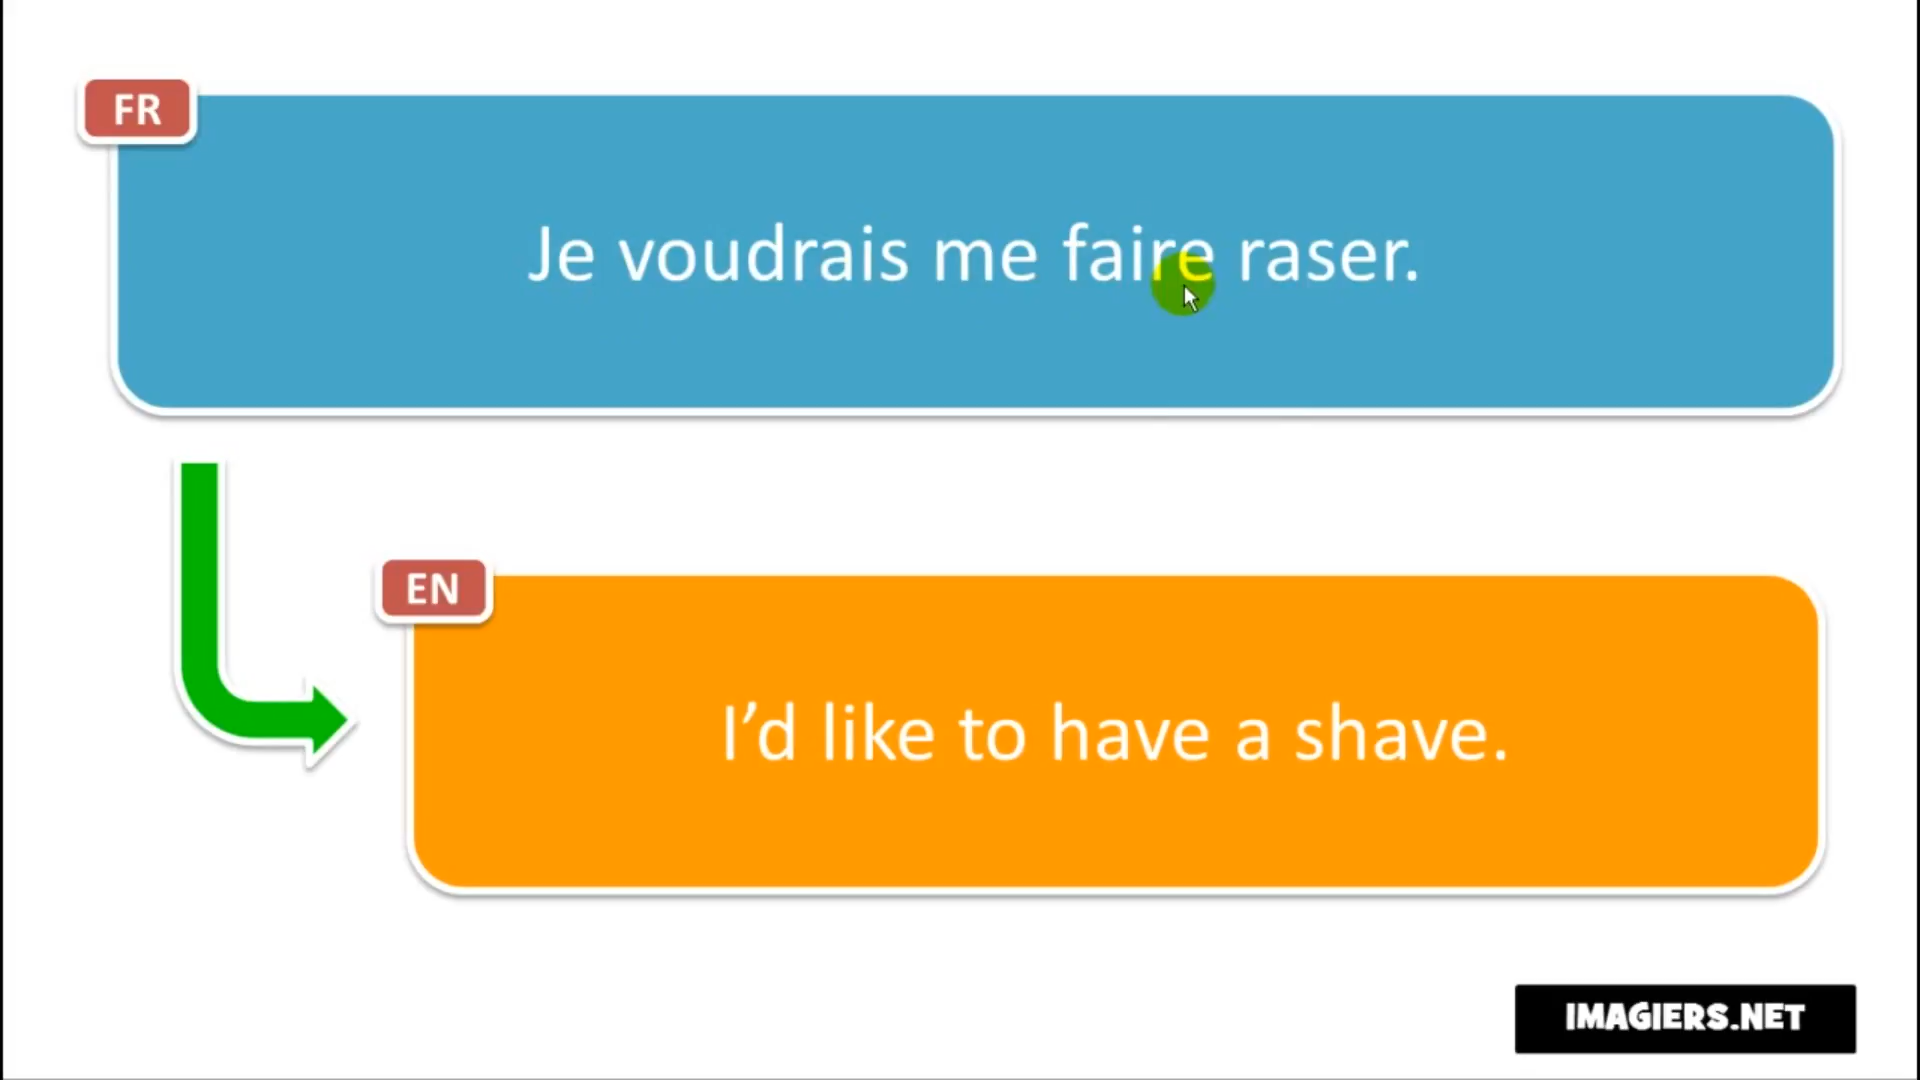 FR
Je voudrais me faire raser.
EN
I’d like to have a shave.
IMAGIERS.NET